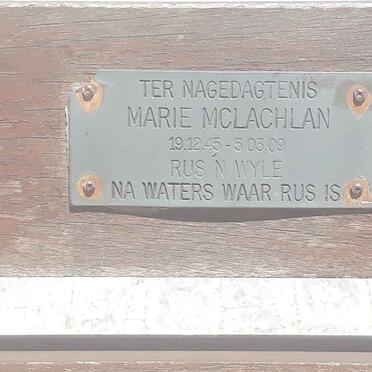 TER NAGEDAGTENIS
MARIE MCLACHLAN
19.12.45 - 5.03.09
RUS 'N WYLE
NA WATERS WAAR RUS IS